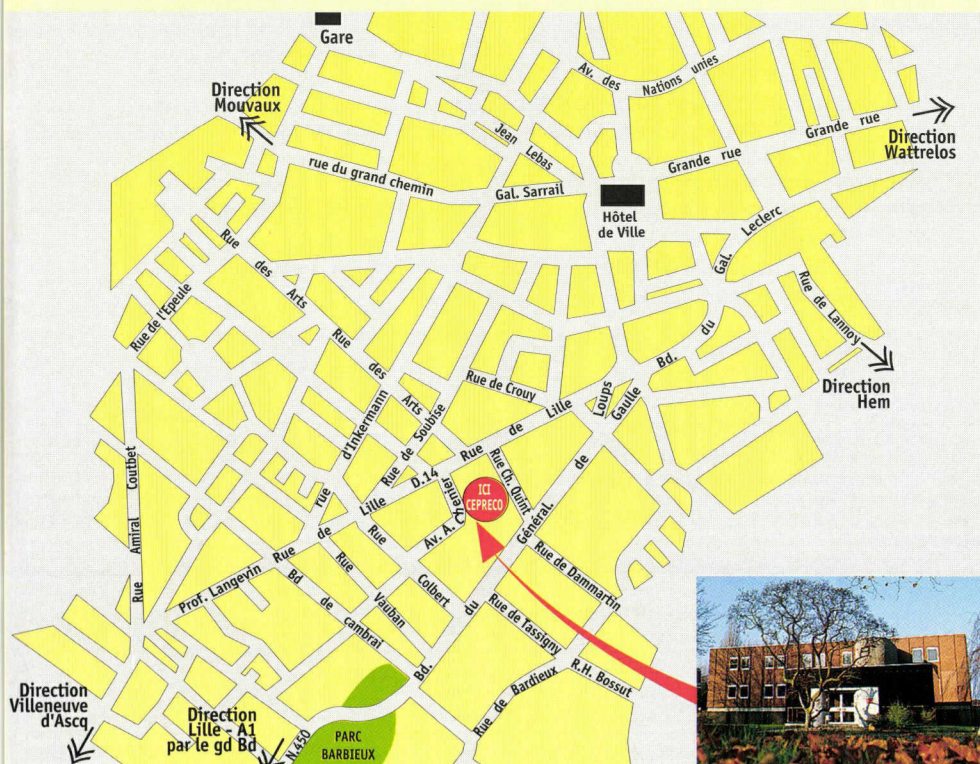 Gare
Av. des Nations unies
Direction
Mouvaux
Jean Lebas
Grande rue
Grande rue
Direction
Wattrelos
rue du grand chemin
Gal. Sarrail
Hôtel
de Ville
Gal. Leclerc
Rue des Arts
Rue de l'Epeule
Rue de Lannoy
Direction
Hem
Rue des Arts
Rue de Crouy
Rue de Lille
Loups
Bd. du Général. de Gaulle
rue d'Inkermann
Rue de Soubise
D.14
Rue Ch. Quint
ICI
CEPRECO
Av. A. Chenier
Rue de Lille
Rue Amiral Coutbet
Prof. Langevin
Bd de cambrai
Rue Vauban
Rue Colbert
Rue de Dammartin
Rue de Tassigny
R.H. Bossut
Rue de Bardieux
Bd. du
Direction
Villeneuve
d'Ascq
Direction
Lille - A1
par le gd Bd
N.450
PARC
BARBIEUX